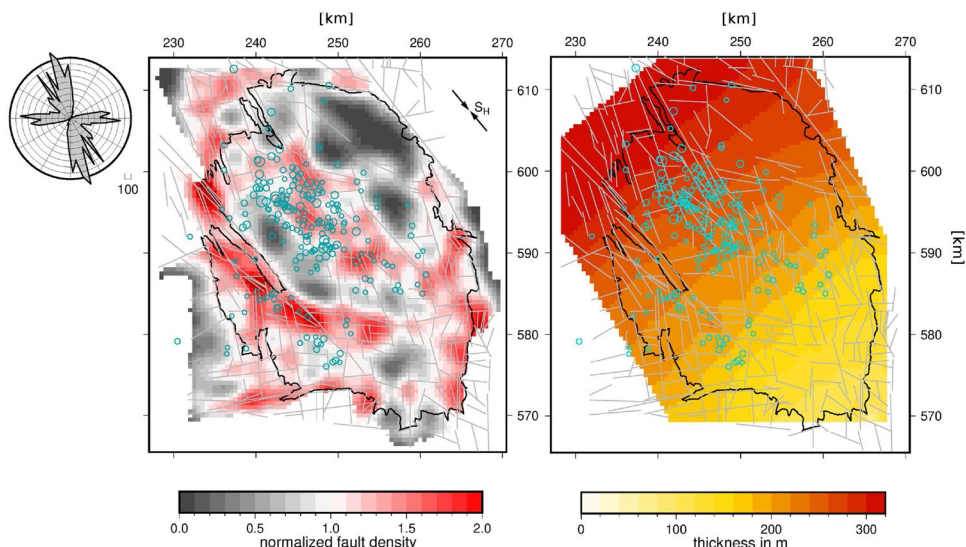 [km] [km]
230 240 250 260 270 230 240 250 260 270
610 610
S_H
100
600 600
590 590
[km]
580 580
570 570
0.0 0.5 1.0 1.5 2.0 0 100 200 300
normalized fault density thickness in m